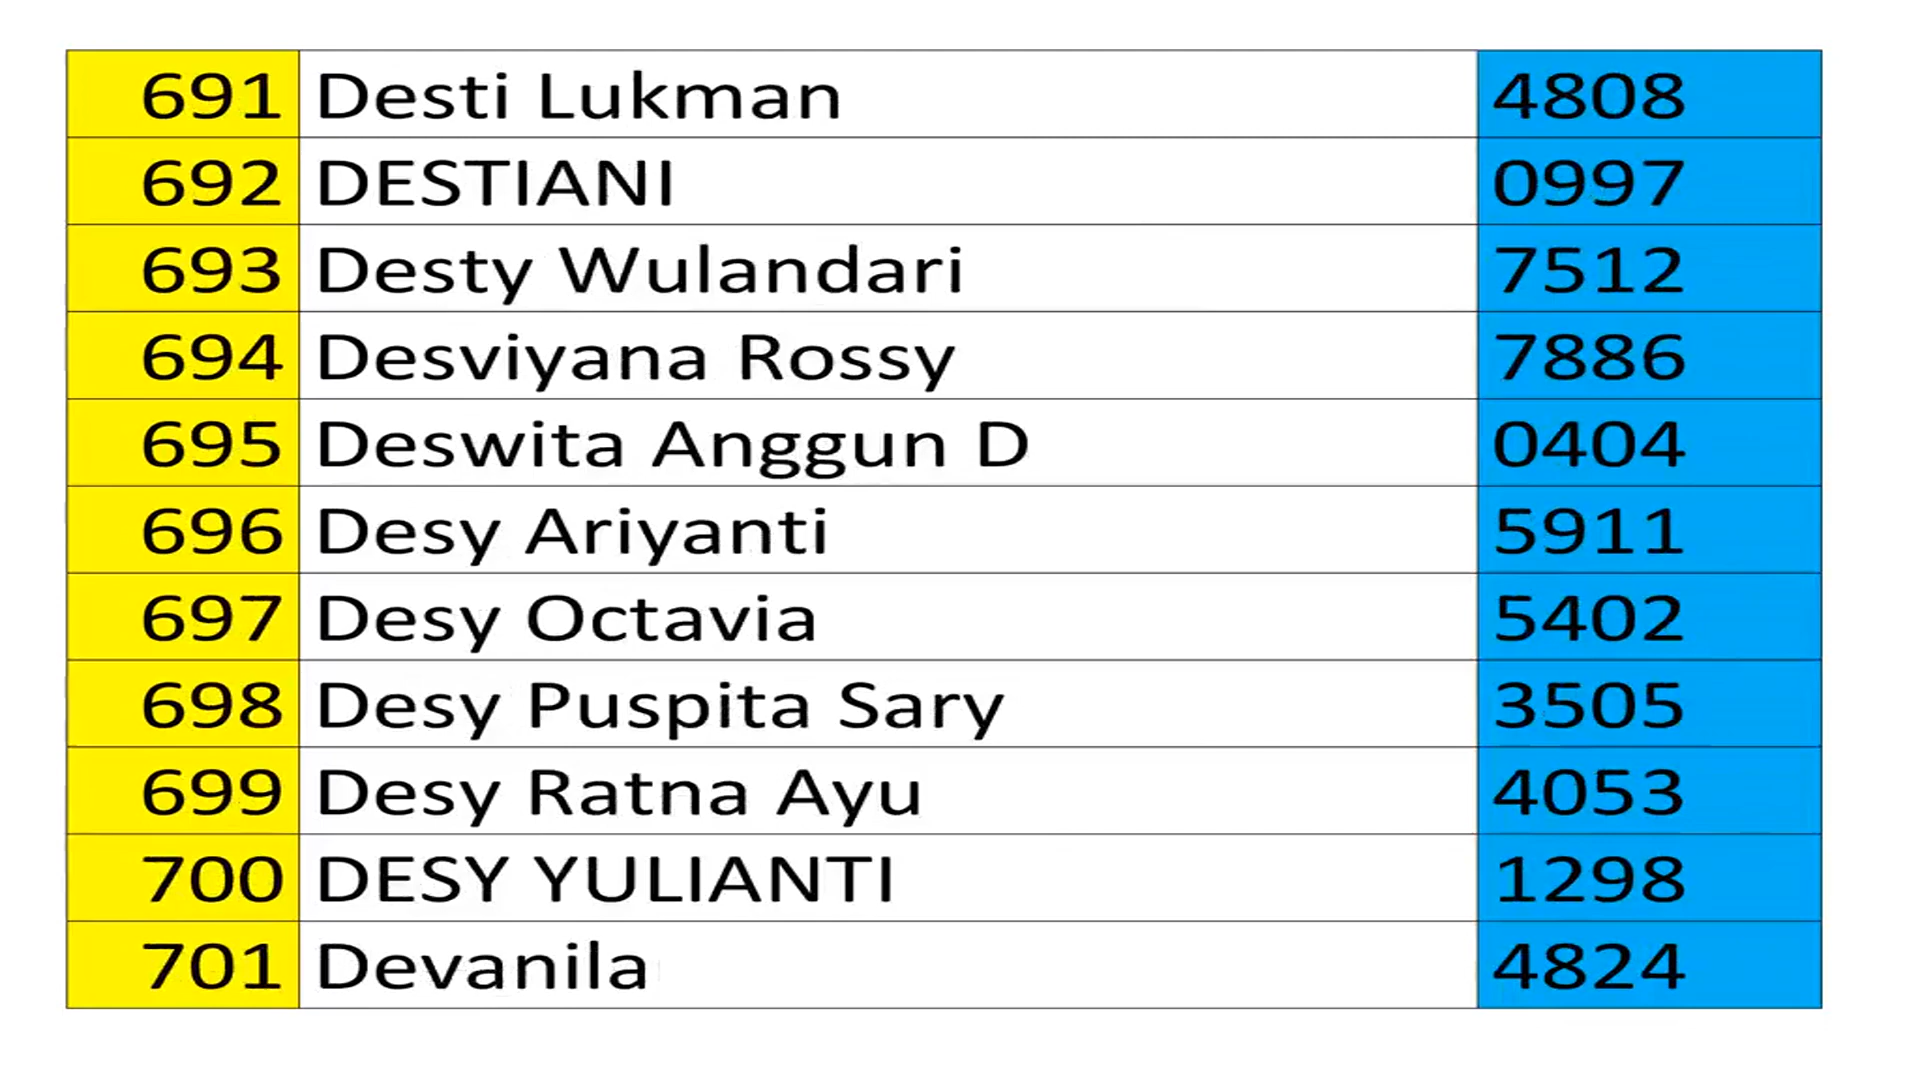 691 Desti Lukman 4808
692 DESTIANI 0997
693 Desty Wulandari 7512
694 Desviyana Rossy 7886
695 Deswita Anggun D 0404
696 Desy Ariyanti 5911
697 Desy Octavia 5402
698 Desy Puspita Sary 3505
699 Desy Ratna Ayu 4053
700 DESY YULIANTI 1298
701 Devanila 4824